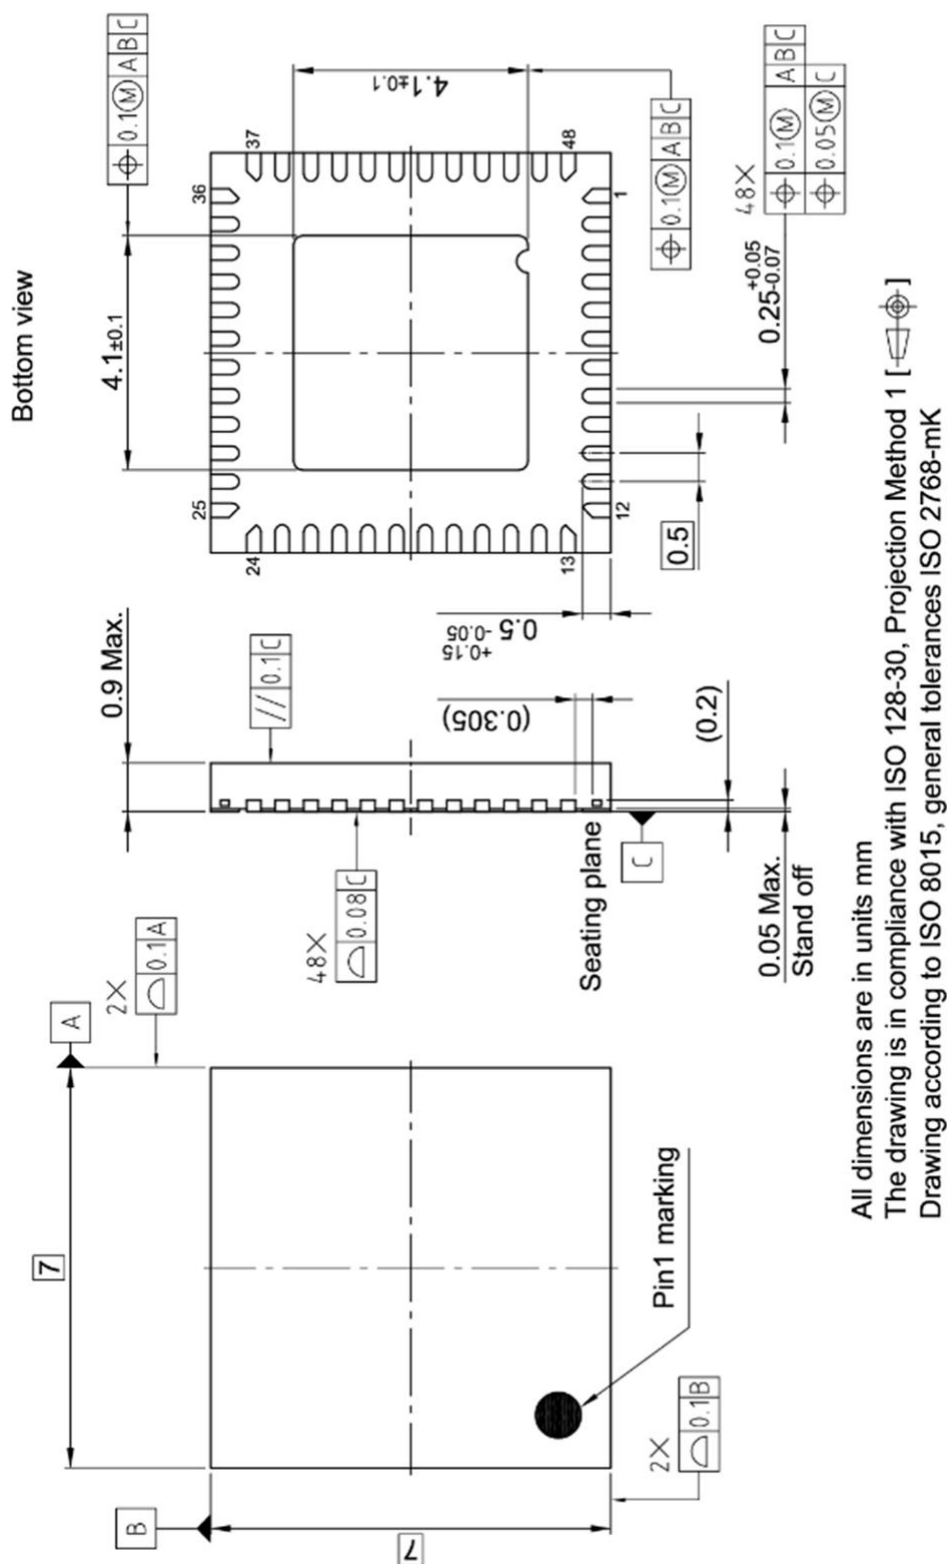 7
A
2× ⌓ 0.1 A
B
7
2× ⌓ 0.1 B
Pin1 marking
0.9 Max.
// 0.1 C
48×
⌓ 0.08 C
Seating plane
C
(0.305)
(0.2)
0.05 Max.
Stand off
Bottom view
4.1±0.1
⌖ 0.1 Ⓜ A B C
4.1±0.1
⌖ 0.1 Ⓜ A B C
36
37
25
24
48
1
13
12
0.5 +0.15 -0.05
0.5
0.25 +0.05 -0.07
48×
⌖ 0.1 Ⓜ A B C
⌖ 0.05 Ⓜ C
All dimensions are in units mm
The drawing is in compliance with ISO 128-30, Projection Method 1 [ ]
Drawing according to ISO 8015, general tolerances ISO 2768-mK